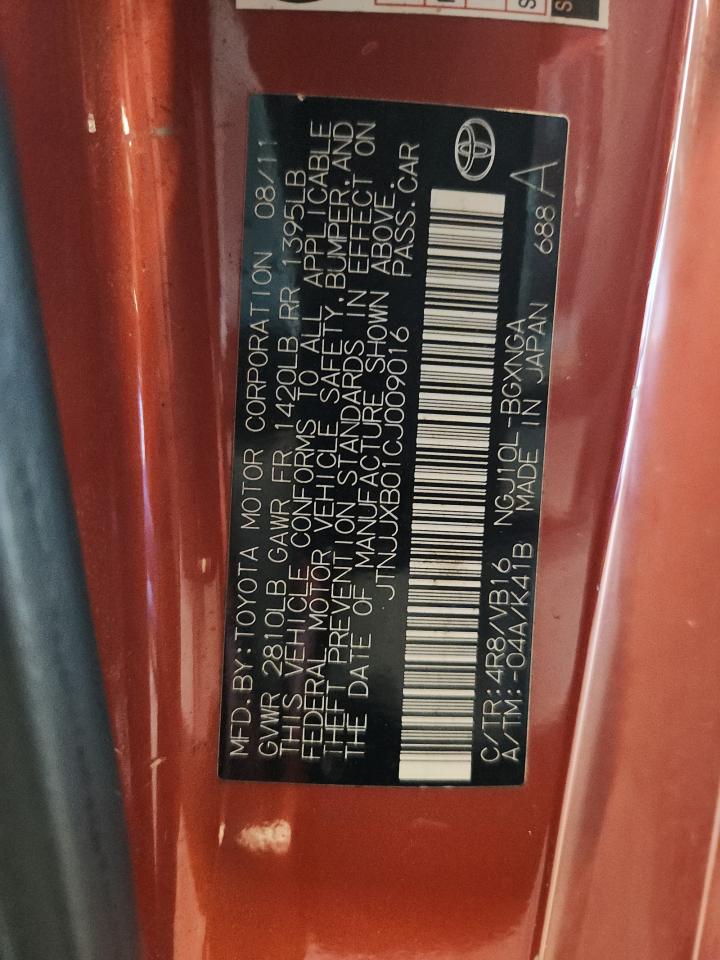 MFD.BY:TOYOTA MOTOR CORPORATION 08/11
GVWR 2810LB GAWR FR 1420LB RR 1395LB
THIS VEHICLE CONFORMS TO ALL APPLICABLE
FEDERAL MOTOR VEHICLE SAFETY,BUMPER,AND
THEFT PREVENTION STANDARDS IN EFFECT ON
THE DATE OF MANUFACTURE SHOWN ABOVE.
JTNJJXB01CJ009016 PASS.CAR
C/TR:4R8/VB16 NGJ10L-BGXNGA
A/TM:-04A/K41B MADE IN JAPAN 688 A